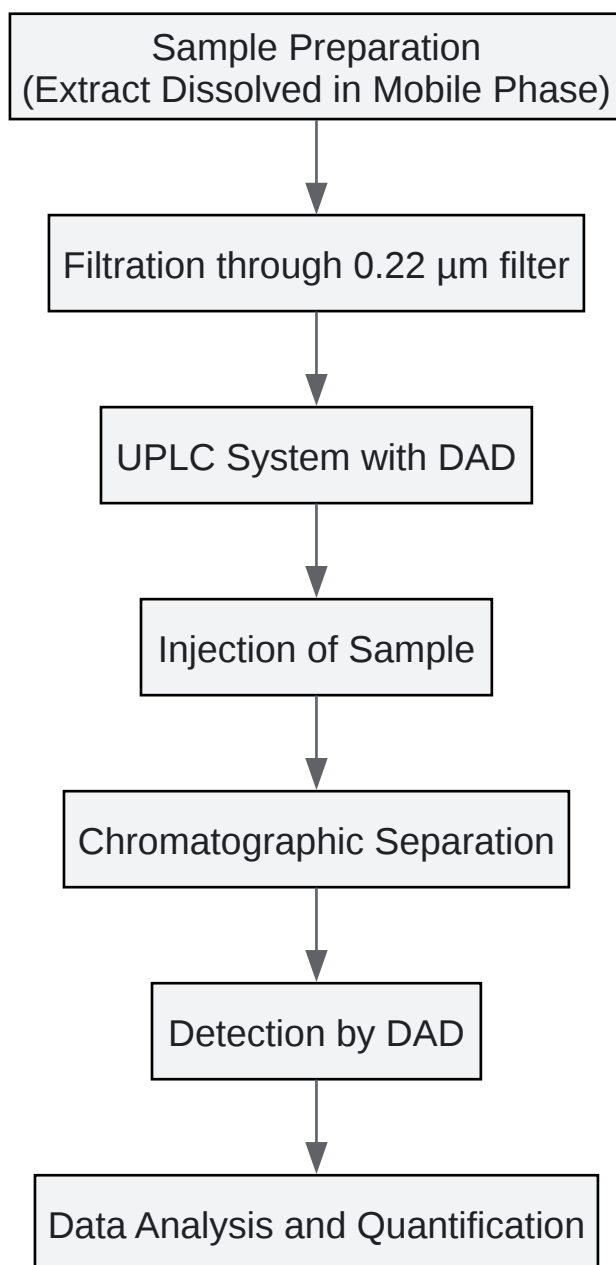 Sample Preparation
(Extract Dissolved in Mobile Phase)
Filtration through 0.22 µm filter
UPLC System with DAD
Injection of Sample
Chromatographic Separation
Detection by DAD
Data Analysis and Quantification